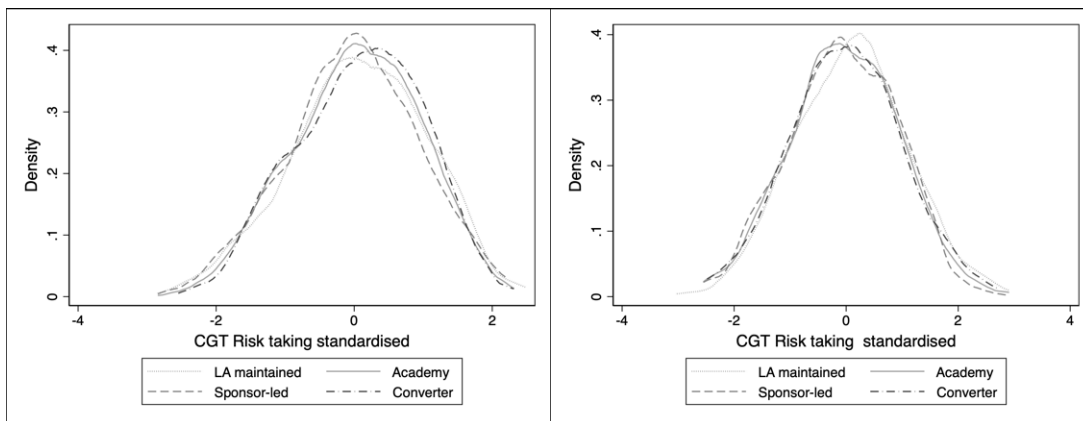 Density
.4
.3
.2
.1
0
-4
-2
0
2
CGT Risk taking standardised
LA maintained
Academy
Sponsor-led
Converter
Density
.4
.3
.2
.1
0
-4
-2
0
2
4
CGT Risk taking  standardised
LA maintained
Academy
Sponsor-led
Converter